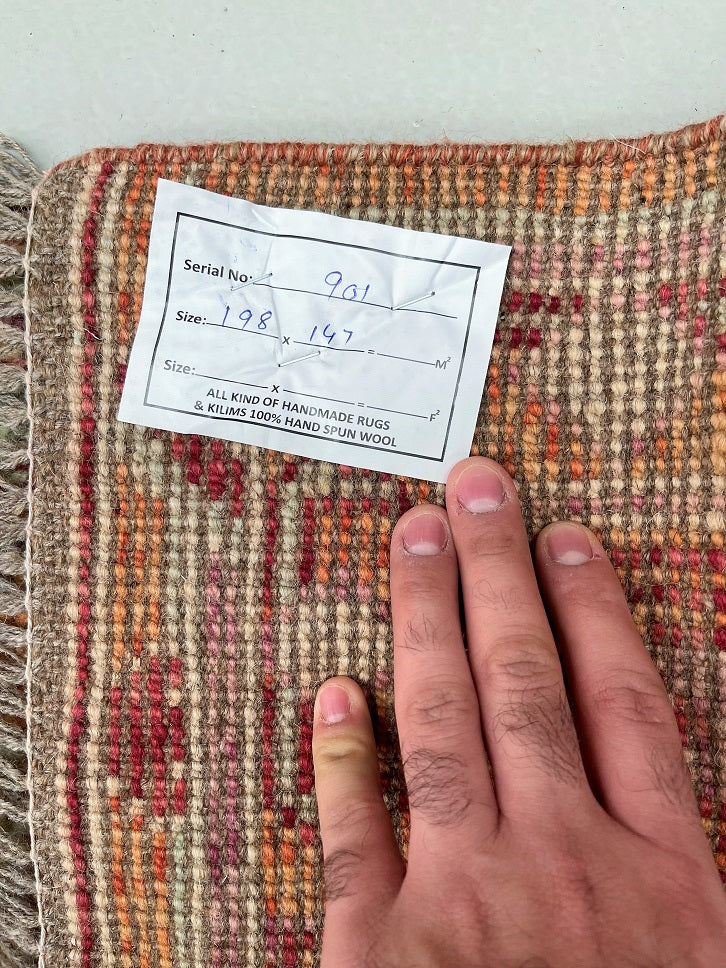 Serial No: 901
Size: 198 x 147 = M²
Size: x = F²
ALL KIND OF HANDMADE RUGS
& KILIMS 100% HAND SPUN WOOL